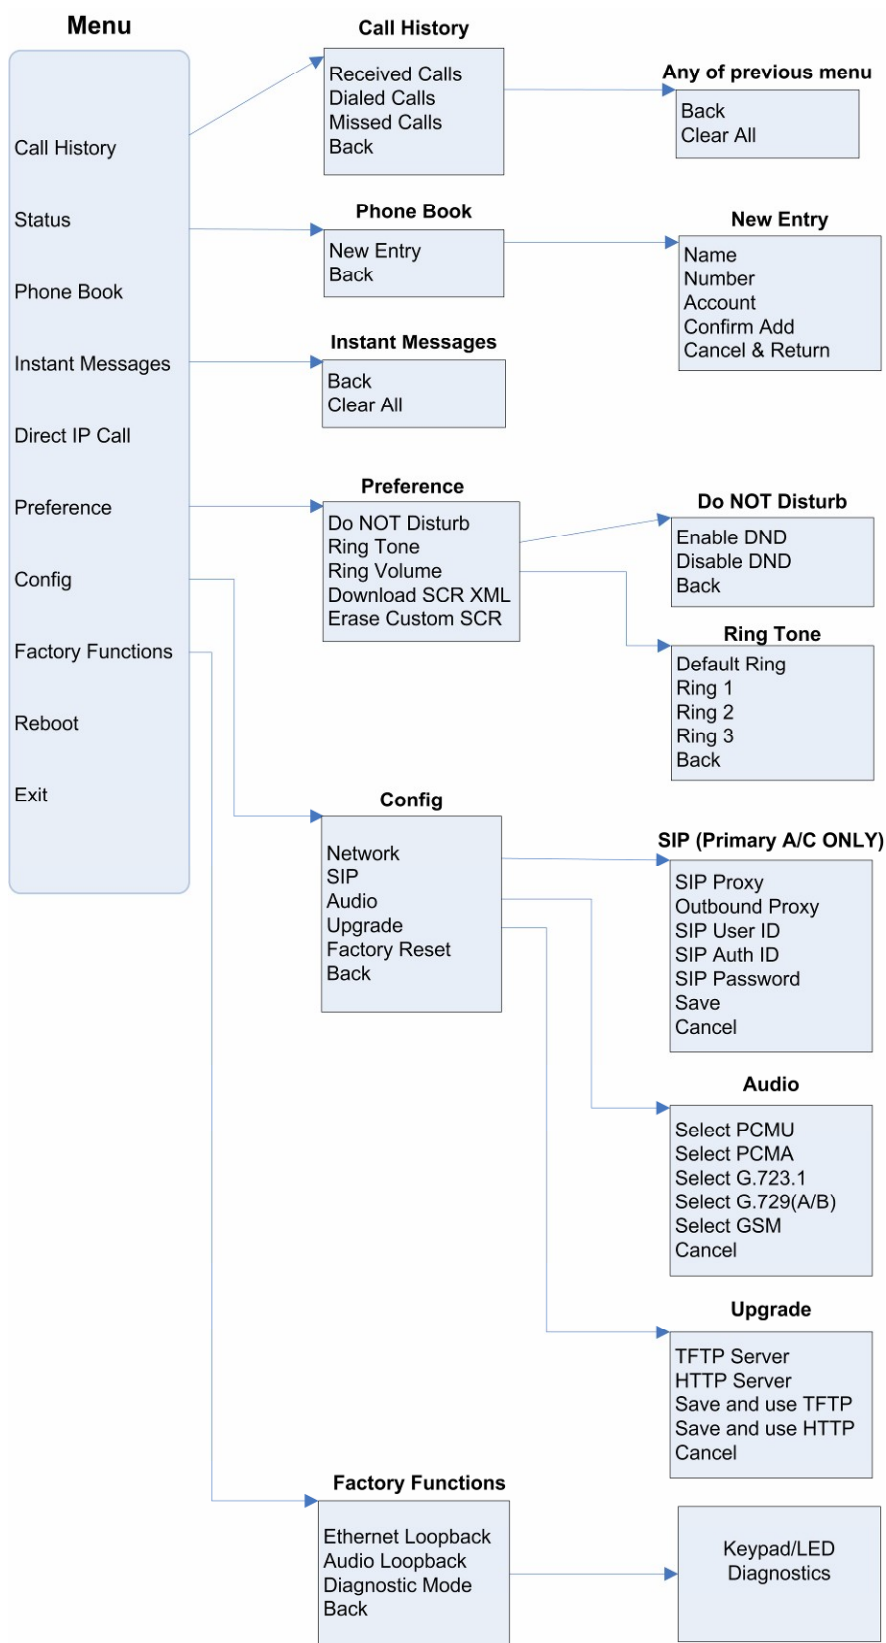 Menu
Call History
Status
Phone Book
Instant Messages
Direct IP Call
Preference
Config
Factory Functions
Reboot
Exit
Call History
Received Calls
Dialed Calls
Missed Calls
Back
Any of previous menu
Back
Clear All
Phone Book
New Entry
Back
New Entry
Name
Number
Account
Confirm Add
Cancel & Return
Instant Messages
Back
Clear All
Preference
Do NOT Disturb
Ring Tone
Ring Volume
Download SCR XML
Erase Custom SCR
Do NOT Disturb
Enable DND
Disable DND
Back
Ring Tone
Default Ring
Ring 1
Ring 2
Ring 3
Back
Config
Network
SIP
Audio
Upgrade
Factory Reset
Back
SIP (Primary A/C ONLY)
SIP Proxy
Outbound Proxy
SIP User ID
SIP Auth ID
SIP Password
Save
Cancel
Audio
Select PCMU
Select PCMA
Select G.723.1
Select G.729(A/B)
Select GSM
Cancel
Upgrade
TFTP Server
HTTP Server
Save and use TFTP
Save and use HTTP
Cancel
Factory Functions
Ethernet Loopback
Audio Loopback
Diagnostic Mode
Back
Keypad/LED
Diagnostics